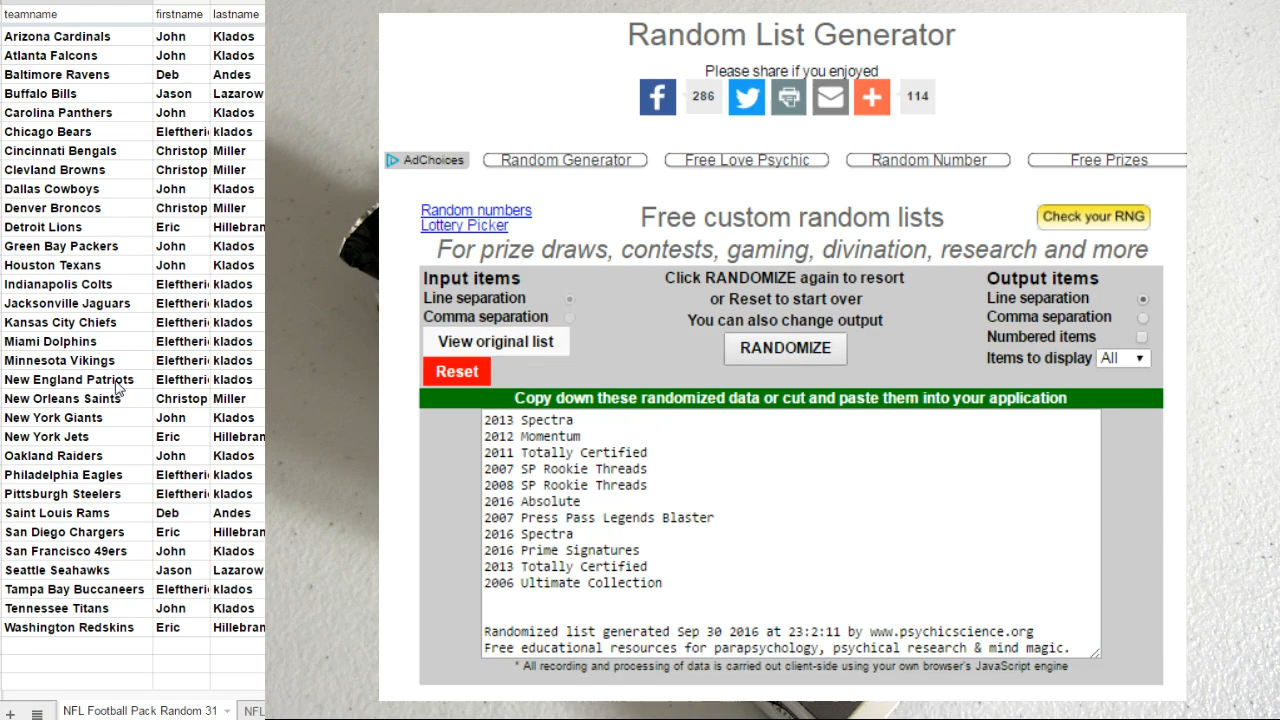 teamname firstname lastname
Arizona Cardinals John Klados
Atlanta Falcons John Klados
Baltimore Ravens Deb Andes
Buffalo Bills Jason Lazarow
Carolina Panthers John Klados
Chicago Bears Eleftheri klados
Cincinnati Bengals Christop Miller
Clevland Browns Christop Miller
Dallas Cowboys John Klados
Denver Broncos Christop Miller
Detroit Lions Eric Hillebran
Green Bay Packers John Klados
Houston Texans John Klados
Indianapolis Colts Eleftheri klados
Jacksonville Jaguars Eleftheri klados
Kansas City Chiefs Eleftheri klados
Miami Dolphins Eleftheri klados
Minnesota Vikings Eleftheri klados
New England Patriots Eleftheri klados
New Orleans Saints Christop Miller
New York Giants John Klados
New York Jets Eric Hillebran
Oakland Raiders John Klados
Philadelphia Eagles Eleftheri klados
Pittsburgh Steelers Eleftheri klados
Saint Louis Rams Deb Andes
San Diego Chargers Eric Hillebran
San Francisco 49ers John Klados
Seattle Seahawks Jason Lazarow
Tampa Bay Buccaneers Eleftheri klados
Tennessee Titans John Klados
Washington Redskins Eric Hillebran
NFL Football Pack Random 31 NFL
Random List Generator
Please share if you enjoyed
286 114
AdChoices Random Generator Free Love Psychic Random Number Free Prizes
Random numbers
Lottery Picker
Free custom random lists
Check your RNG
For prize draws, contests, gaming, divination, research and more
Input items
Line separation
Comma separation
View original list
Reset
Click RANDOMIZE again to resort
or Reset to start over
You can also change output
RANDOMIZE
Output items
Line separation
Comma separation
Numbered items
Items to display All
Copy down these randomized data or cut and paste them into your application
2013 Spectra
2012 Momentum
2011 Totally Certified
2007 SP Rookie Threads
2008 SP Rookie Threads
2016 Absolute
2007 Press Pass Legends Blaster
2016 Spectra
2016 Prime Signatures
2013 Totally Certified
2006 Ultimate Collection
Randomized list generated Sep 30 2016 at 23:2:11 by www.psychicscience.org
Free educational resources for parapsychology, psychical research & mind magic.
* All recording and processing of data is carried out client-side using your own browser's JavaScript engine